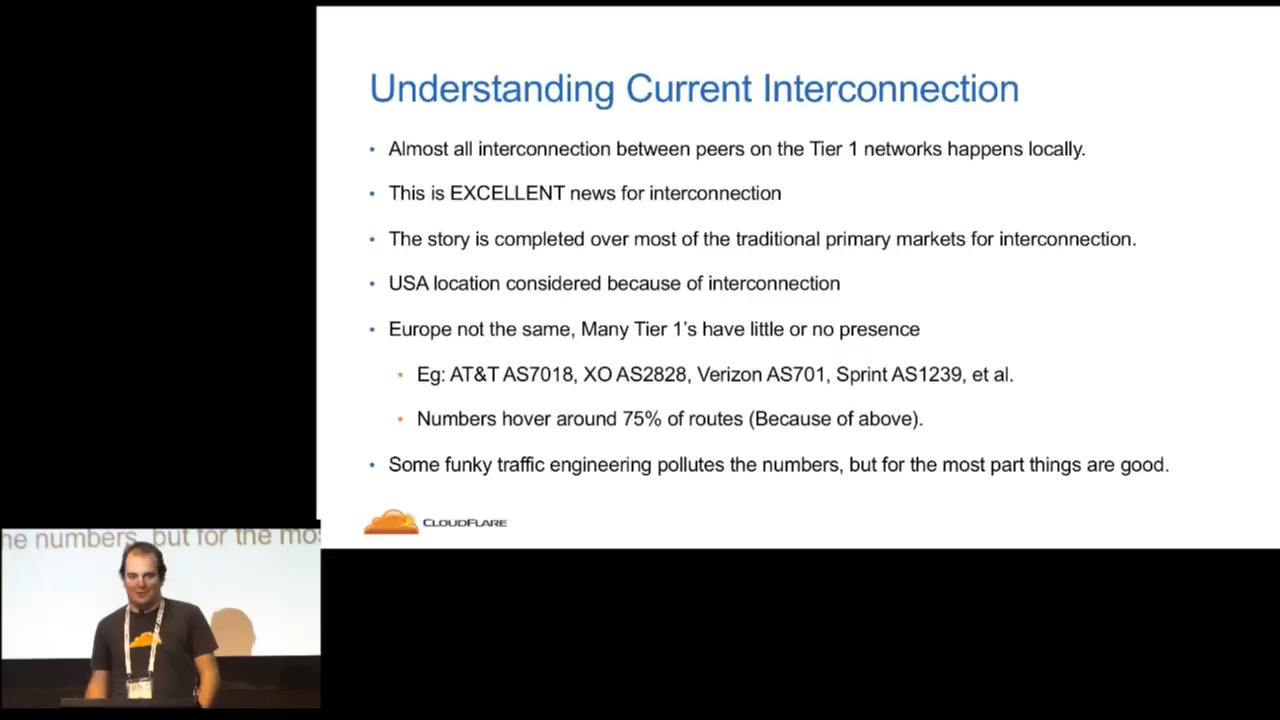 Understanding Current Interconnection
• Almost all interconnection between peers on the Tier 1 networks happens locally.
• This is EXCELLENT news for interconnection
• The story is completed over most of the traditional primary markets for interconnection.
• USA location considered because of interconnection
• Europe not the same, Many Tier 1's have little or no presence
• Eg: AT&T AS7018, XO AS2828, Verizon AS701, Sprint AS1239, et al.
• Numbers hover around 75% of routes (Because of above).
• Some funky traffic engineering pollutes the numbers, but for the most part things are good.
CLOUDFLARE
he numbers, but for the mos